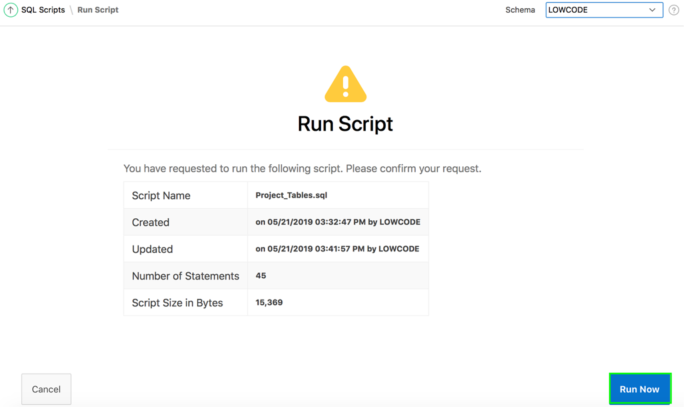 SQL Scripts \ Run Script Schema LOWCODE ?
Run Script
You have requested to run the following script. Please confirm your request.
Script Name Project_Tables.sql
Created on 05/21/2019 03:32:47 PM by LOWCODE
Updated on 05/21/2019 03:41:57 PM by LOWCODE
Number of Statements 45
Script Size in Bytes 15,369
Cancel Run Now